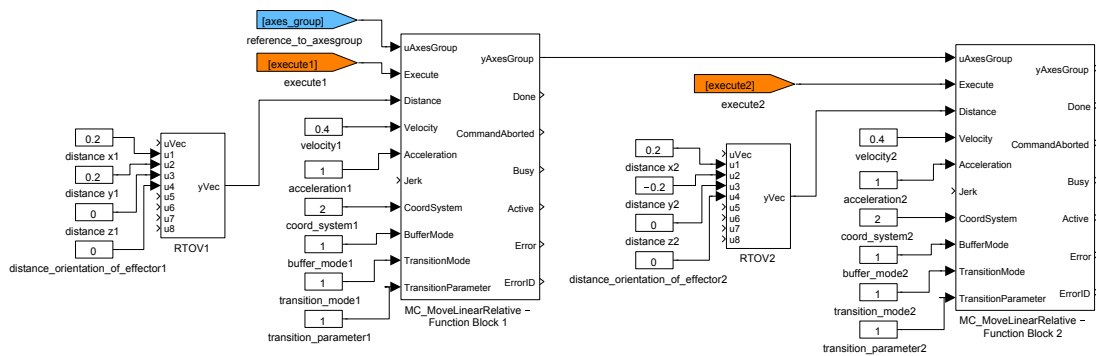 [axes_group]
reference_to_axesgroup
[execute1]
execute1
0.2
distance x1
0.2
distance y1
0
distance z1
0
distance_orientation_of_effector1
uVec
u1
u2
u3
u4
u5
u6
u7
u8
yVec
RTOV1
0.4
velocity1
1
acceleration1
2
coord_system1
1
buffer_mode1
1
transition_mode1
1
transition_parameter1
uAxesGroup
Execute
Distance
Velocity
Acceleration
Jerk
CoordSystem
BufferMode
TransitionMode
TransitionParameter
yAxesGroup
Done
CommandAborted
Busy
Active
Error
ErrorID
MC_MoveLinearRelative −
Function Block 1
[execute2]
execute2
0.2
distance x2
−0.2
distance y2
0
distance z2
0
distance_orientation_of_effector2
uVec
u1
u2
u3
u4
u5
u6
u7
u8
yVec
RTOV2
0.4
velocity2
1
acceleration2
2
coord_system2
1
buffer_mode2
1
transition_mode2
1
transition_parameter2
uAxesGroup
Execute
Distance
Velocity
Acceleration
Jerk
CoordSystem
BufferMode
TransitionMode
TransitionParameter
yAxesGroup
Done
CommandAborted
Busy
Active
Error
ErrorID
MC_MoveLinearRelative −
Function Block 2